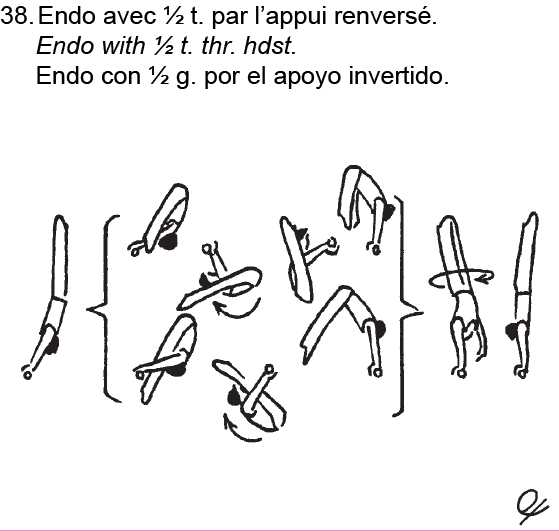 38. Endo avec ½ t. par l’appui renversé.
Endo with ½ t. thr. hdst.
Endo con ½ g. por el apoyo invertido.